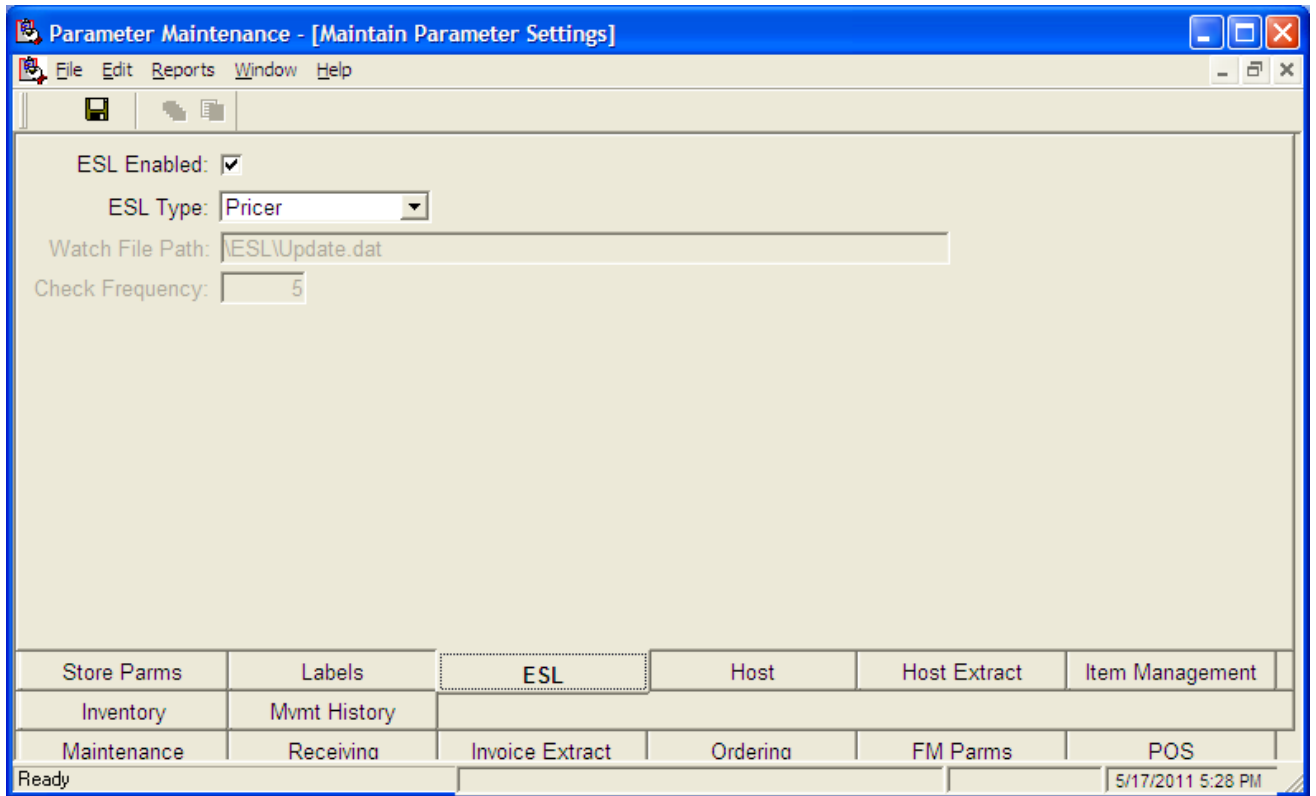 Parameter Maintenance - [Maintain Parameter Settings]
File Edit Reports Window Help
ESL Enabled:
ESL Type: Pricer
Watch File Path: \ESL\Update.dat
Check Frequency: 5
Store Parms Labels ESL Host Host Extract Item Management
Inventory Mvmt History
Maintenance Receiving Invoice Extract Ordering FM Parms POS
Ready 5/17/2011 5:28 PM